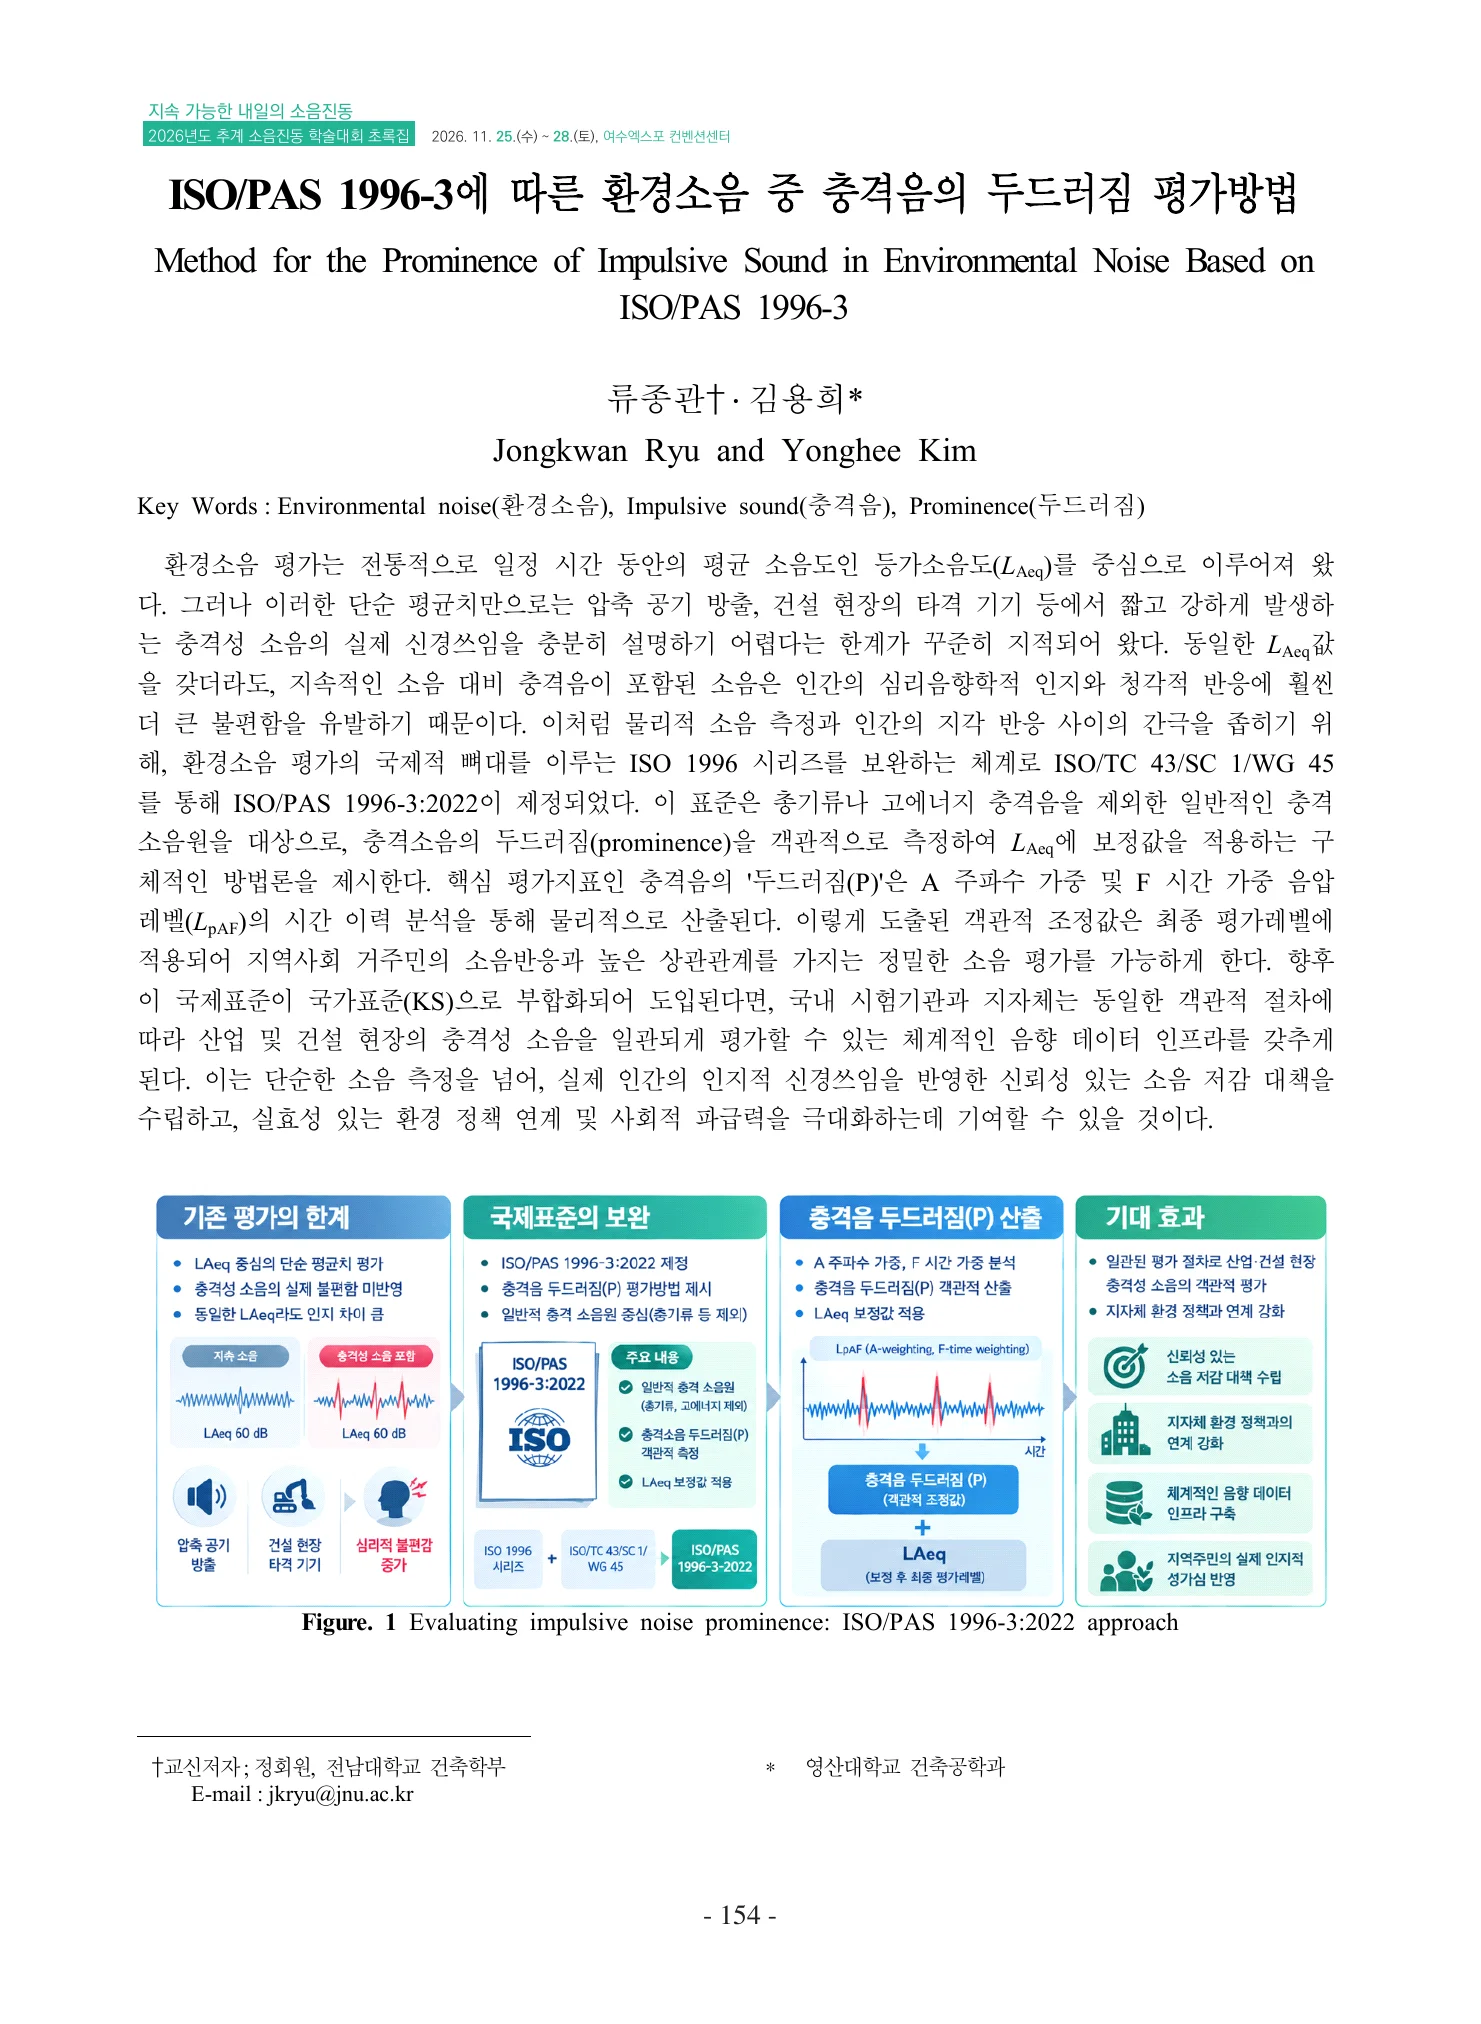 지속 가능한 내일의 소음진동
2026년도 추계 소음진동 학술대회 초록집 2026. 11. 25.(수) ~ 28.(토), 여수엑스포 컨벤션센터
ISO/PAS 1996-3에 따른 환경소음 중 충격음의 두드러짐 평가방법
Method for the Prominence of Impulsive Sound in Environmental Noise Based on
ISO/PAS 1996-3
류종관†· 김용희*
Jongkwan Ryu and Yonghee Kim
Key Words : Environmental noise(환경소음), Impulsive sound(충격음), Prominence(두드러짐)
환경소음 평가는 전통적으로 일정 시간 동안의 평균 소음도인 등가소음도(LAeq)를 중심으로 이루어져 왔
다. 그러나 이러한 단순 평균치만으로는 압축 공기 방출, 건설 현장의 타격 기기 등에서 짧고 강하게 발생하
는 충격성 소음의 실제 신경쓰임을 충분히 설명하기 어렵다는 한계가 꾸준히 지적되어 왔다. 동일한 LAeq값
을 갖더라도, 지속적인 소음 대비 충격음이 포함된 소음은 인간의 심리음향학적 인지와 청각적 반응에 훨씬
더 큰 불편함을 유발하기 때문이다. 이처럼 물리적 소음 측정과 인간의 지각 반응 사이의 간극을 좁히기 위
해, 환경소음 평가의 국제적 뼈대를 이루는 ISO 1996 시리즈를 보완하는 체계로 ISO/TC 43/SC 1/WG 45
를 통해 ISO/PAS 1996-3:2022이 제정되었다. 이 표준은 총기류나 고에너지 충격음을 제외한 일반적인 충격
소음원을 대상으로, 충격소음의 두드러짐(prominence)을 객관적으로 측정하여 LAeq에 보정값을 적용하는 구
체적인 방법론을 제시한다. 핵심 평가지표인 충격음의 '두드러짐(P)'은 A 주파수 가중 및 F 시간 가중 음압
레벨(LpAF)의 시간 이력 분석을 통해 물리적으로 산출된다. 이렇게 도출된 객관적 조정값은 최종 평가레벨에
적용되어 지역사회 거주민의 소음반응과 높은 상관관계를 가지는 정밀한 소음 평가를 가능하게 한다. 향후
이 국제표준이 국가표준(KS)으로 부합화되어 도입된다면, 국내 시험기관과 지자체는 동일한 객관적 절차에
따라 산업 및 건설 현장의 충격성 소음을 일관되게 평가할 수 있는 체계적인 음향 데이터 인프라를 갖추게
된다. 이는 단순한 소음 측정을 넘어, 실제 인간의 인지적 신경쓰임을 반영한 신뢰성 있는 소음 저감 대책을
수립하고, 실효성 있는 환경 정책 연계 및 사회적 파급력을 극대화하는데 기여할 수 있을 것이다.
기존 평가의 한계
• LAeq 중심의 단순 평균치 평가
• 충격성 소음의 실제 불편함 미반영
• 동일한 LAeq라도 인지 차이 큼
지속 소음
충격성 소음 포함
LAeq 60 dB
LAeq 60 dB
압축 공기
방출
건설 현장
타격 기기
심리적 불편감
증가
국제표준의 보완
• ISO/PAS 1996-3:2022 제정
• 충격음 두드러짐(P) 평가방법 제시
• 일반적 충격 소음원 중심(총기류 등 제외)
ISO/PAS
1996-3:2022
ISO
주요 내용
일반적 충격 소음원
(총기류, 고에너지 제외)
충격소음 두드러짐(P)
객관적 측정
LAeq 보정값 적용
ISO 1996
시리즈
+
ISO/TC 43/SC 1/
WG 45
ISO/PAS
1996-3-2022
충격음 두드러짐(P) 산출
• A 주파수 가중, F 시간 가중 분석
• 충격음 두드러짐(P) 객관적 산출
• LAeq 보정값 적용
LpAF (A-weighting, F-time weighting)
시간
충격음 두드러짐 (P)
(객관적 조정값)
+
LAeq
(보정 후 최종 평가레벨)
기대 효과
• 일관된 평가 절차로 산업·건설 현장
충격성 소음의 객관적 평가
• 지자체 환경 정책과 연계 강화
신뢰성 있는
소음 저감 대책 수립
지자체 환경 정책과의
연계 강화
체계적인 음향 데이터
인프라 구축
지역주민의 실제 인지적
성가심 반영
Figure. 1 Evaluating impulsive noise prominence: ISO/PAS 1996-3:2022 approach
†교신저자 ; 정회원, 전남대학교 건축학부
E-mail : jkryu@jnu.ac.kr
* 영산대학교 건축공학과
- 154 -